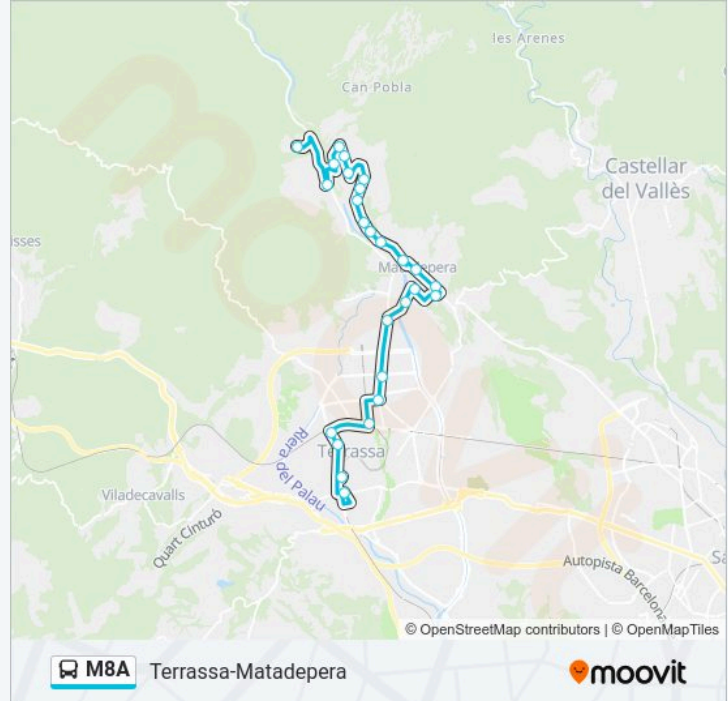 les Arenes
Can Pobla
Castellar
del Vallès
isses
Matadepera
Riera del Palau
Terrassa
Viladecavalls
Quart Cinturó
Autopista Barcelona
Sa
© OpenStreetMap contributors | © OpenMapTiles
M8A Terrassa-Matadepera
moovit